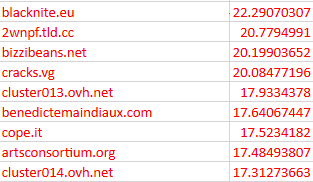 blacknite.eu 22.29070307
2wnpf.tld.cc 20.7794991
bizzibeans.net 20.19903652
cracks.vg 20.08477196
cluster013.ovh.net 17.9334378
benedictemaindiaux.com 17.64067447
cope.it 17.5234182
artsconsortium.org 17.48493807
cluster014.ovh.net 17.31273663